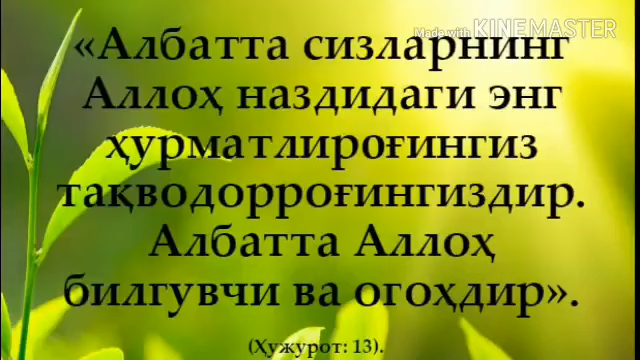 Made with KINEMASTER
«Албатта сизларнинг
Аллоҳ наздидаги энг
ҳурматлироғингиз
тақводорроғингиздир.
Албатта Аллоҳ
билгувчи ва огоҳдир».
(Ҳужурот: 13).